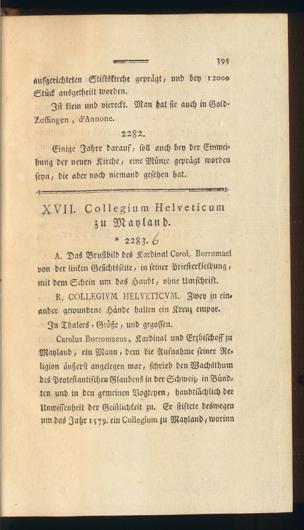 395
aufgerichteten Stiftskirche geprägt, und bey 12000
Stück ausgetheilt worden.
Ist klein und viereckt. Man hat sie auch in Gold-
Zoffingen, d'Annone.
2282.
Einige Jahre darauf, soll auch bey der Einwei-
hung der neuen Kirche, eine Münze geprägt worden
seyn, die aber noch niemand gesehen hat.
XVII. Collegium Helveticum
zu Mayland.
* 2283. 6
A. Das Brustbild des Kardinal Carol. Borromaei
von der linken Gesichtseite, in seiner Priesterkleidung,
mit dem Schein um das Haubt, ohne Umschrift.
R. COLLEGIVM HELVETICVM. Zwey in ein-
ander gewundene Hände halten ein Kreuz empor.
In Thalers-Größe, und gegossen.
Carolus Borromaeus, Kardinal und Erzbischoff zu
Mayland, ein Mann, dem die Aufnahme seiner Re-
ligion äußerst angelegen war, schrieb den Wachsthum
des Protestantischen Glaubens in der Schweiz, in Bünd-
ten und in den gemeinen Vogteyen, haubtsächlich der
Unwissenheit der Geistlichkeit zu. Er stiftete deswegen
um das Jahr 1579. ein Collegium zu Mayland, worinn